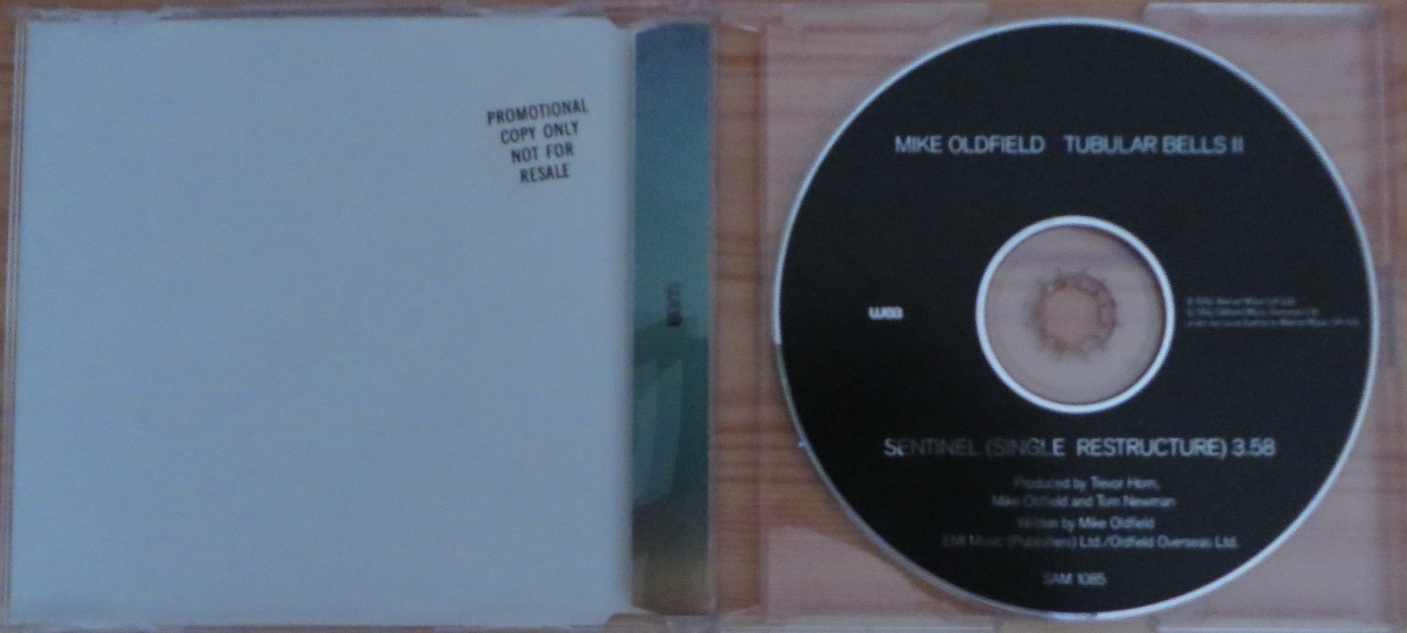 PROMOTIONAL
COPY ONLY
NOT FOR
RESALE
MIKE OLDFIELD TUBULAR BELLS II
wea
SENTINEL (SINGLE RESTRUCTURE) 3.58
Produced by Trevor Horn,
Mike Oldfield and Tom Newman
Written by Mike Oldfield
EMI Music (Publishers) Ltd./Oldfield Overseas Ltd.
SAM 1085